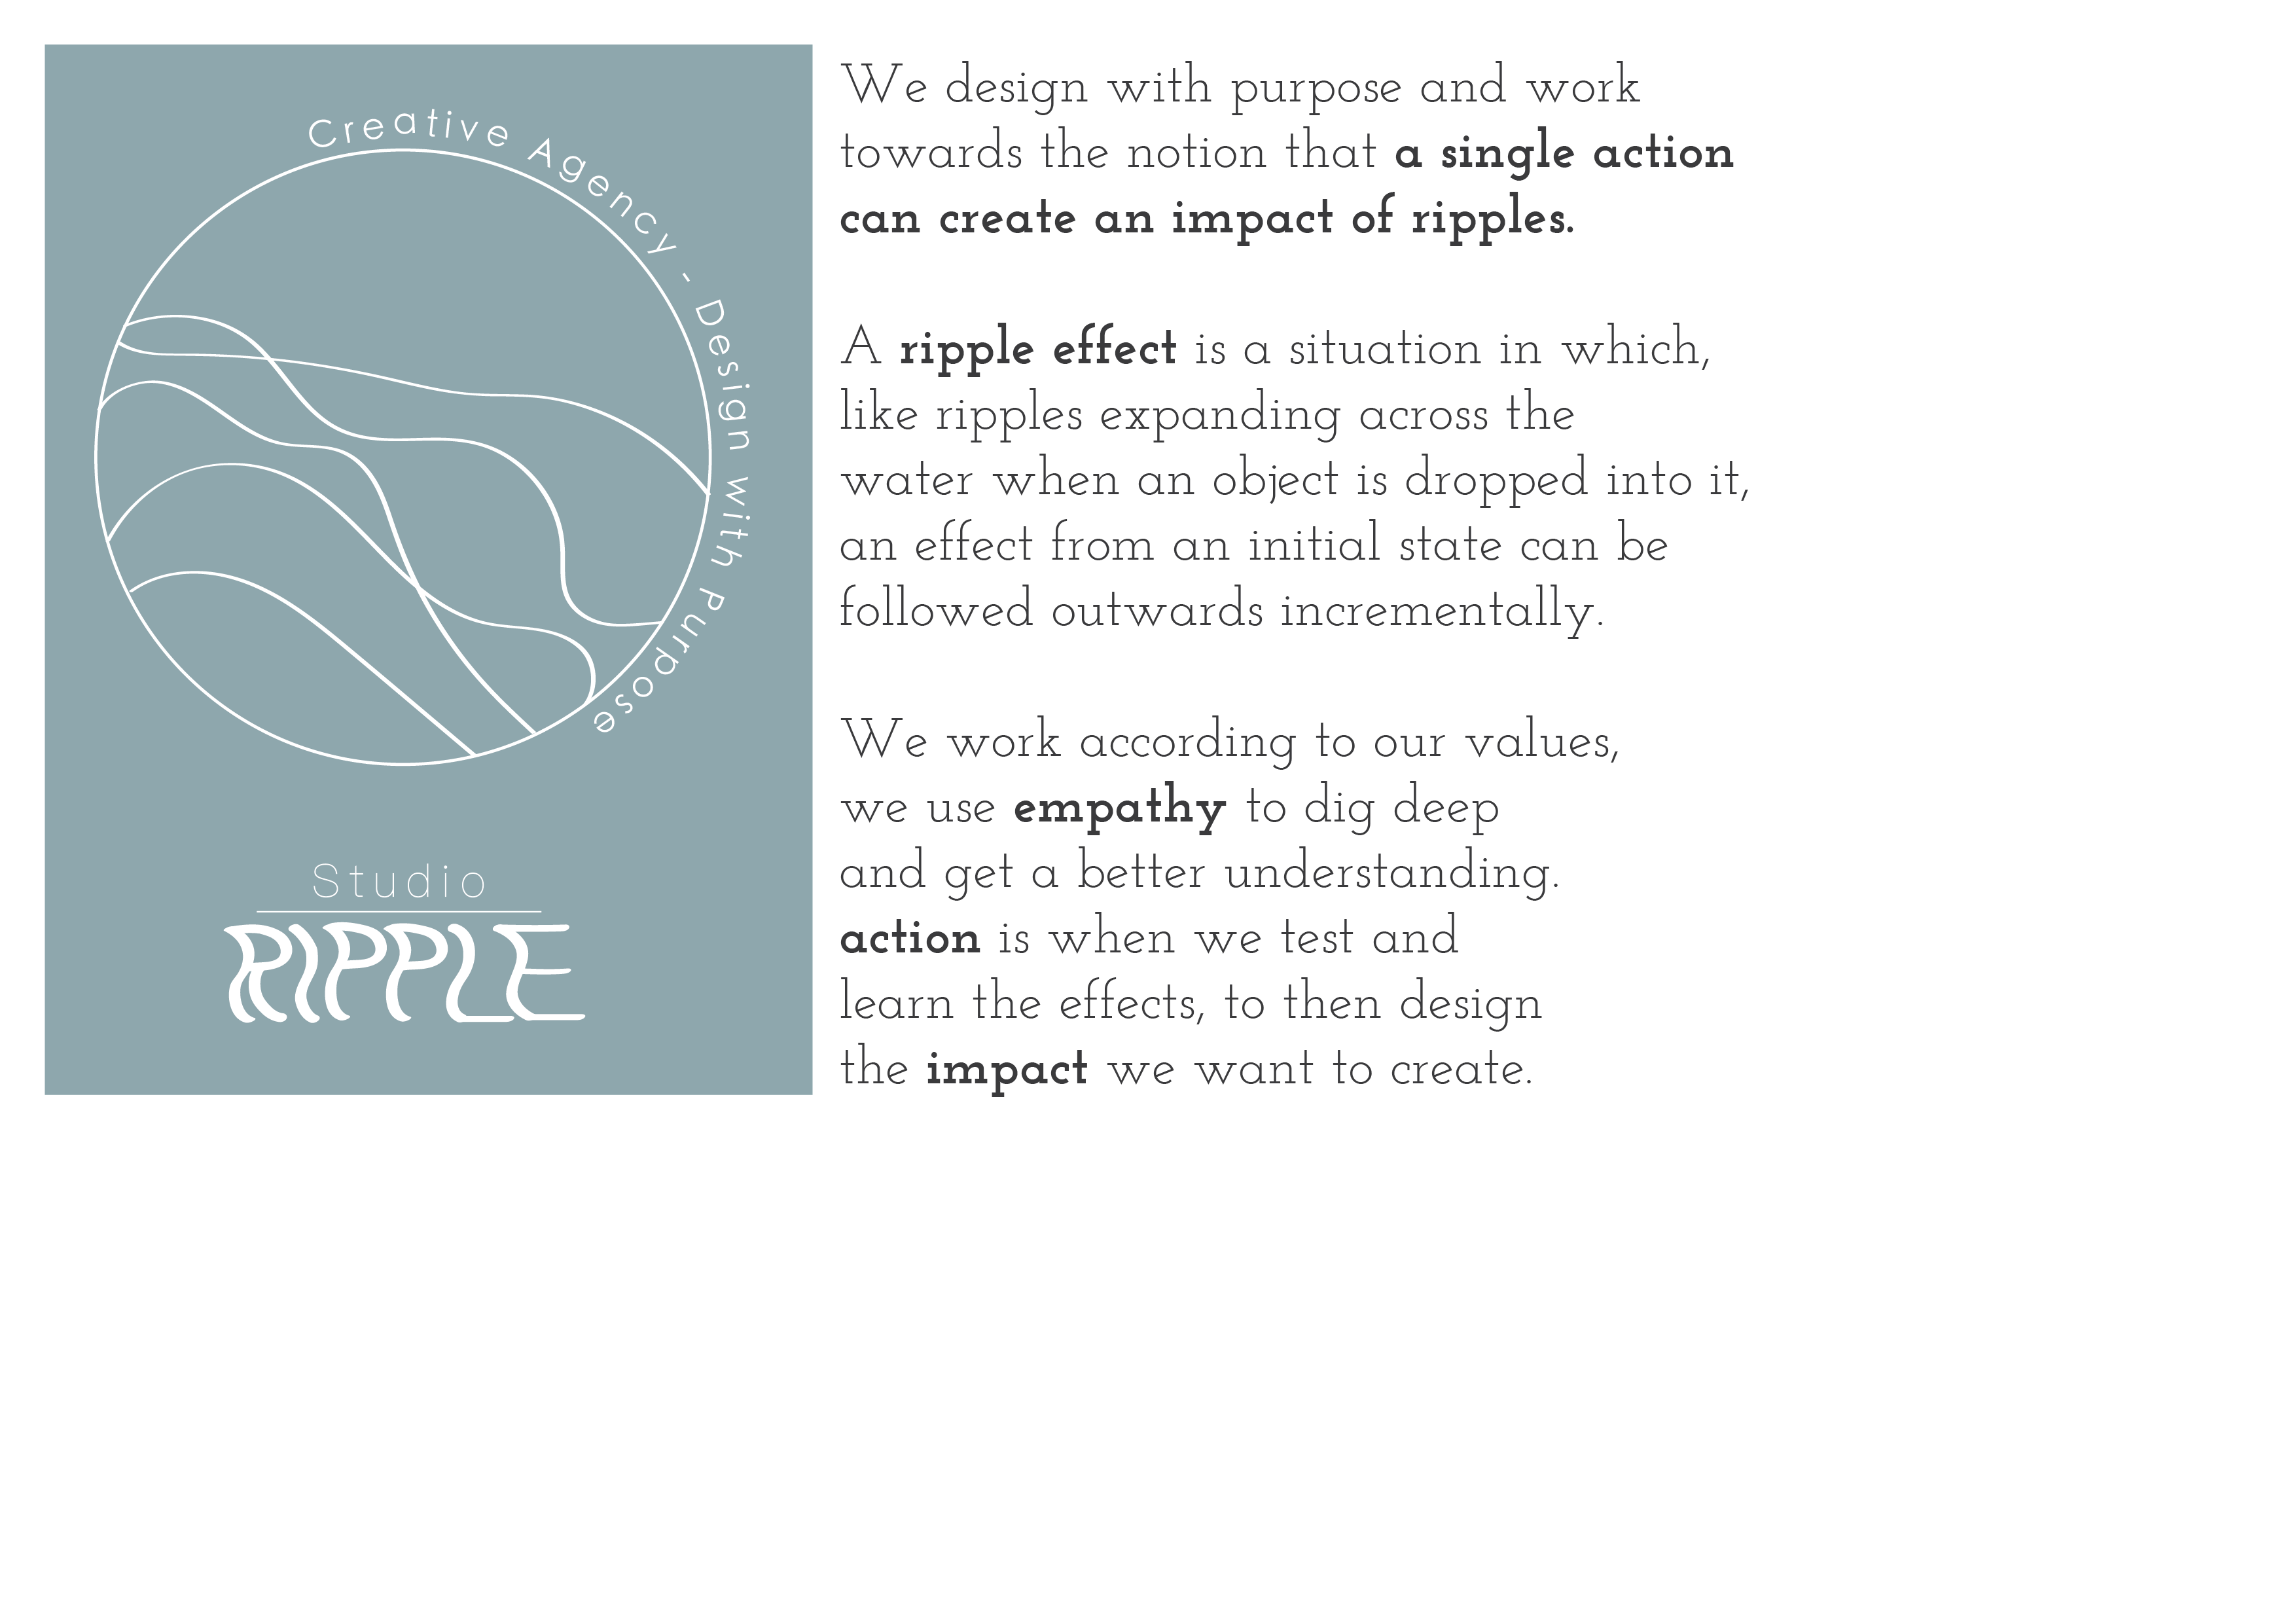 Creative Agency - Design with Purpose
Studio
RIPPLE
We design with purpose and work
towards the notion that a single action
can create an impact of ripples.
A ripple effect is a situation in which,
like ripples expanding across the
water when an object is dropped into it,
an effect from an initial state can be
followed outwards incrementally.
We work according to our values,
we use empathy to dig deep
and get a better understanding.
action is when we test and
learn the effects, to then design
the impact we want to create.